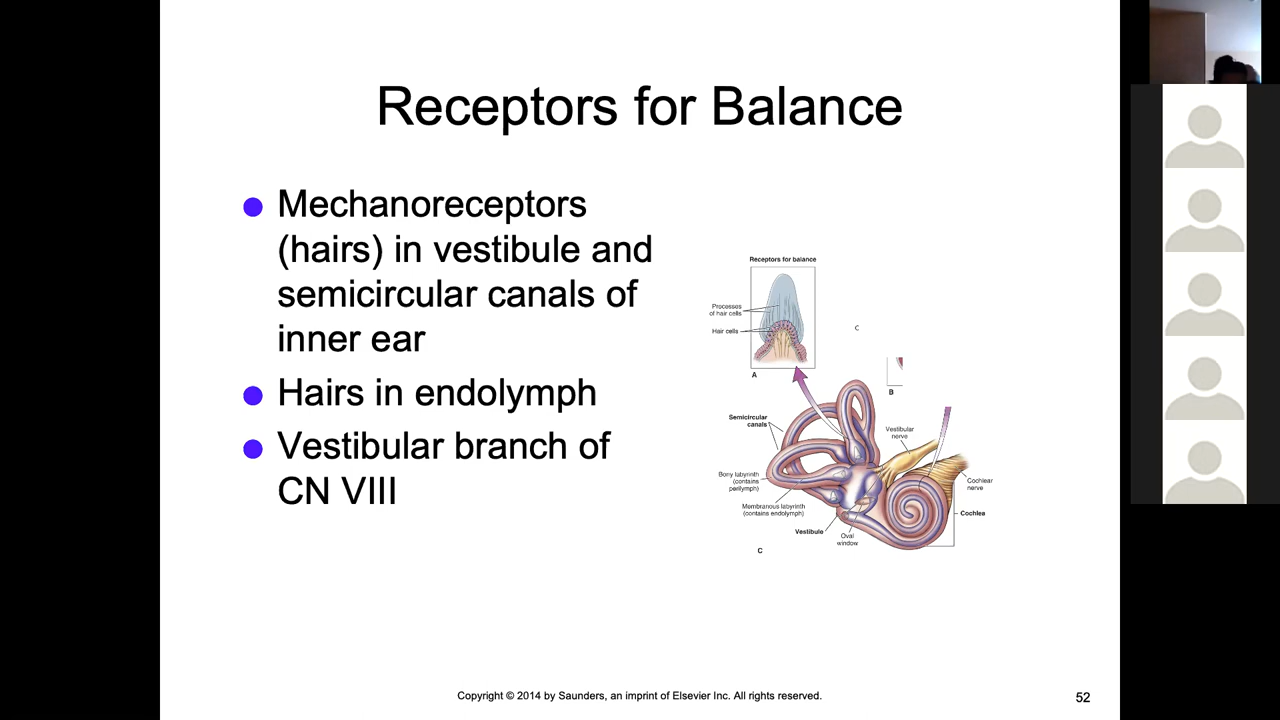 Receptors for Balance
Mechanoreceptors
(hairs) in vestibule and
semicircular canals of
inner ear
Hairs in endolymph
Vestibular branch of
CN VIII
Receptors for balance
Processes
of hair cells
Hair cells
A
C
B
Semicircular
canals
Vestibular
nerve
Bony labyrinth
(contains
perilymph)
Cochlear
nerve
Membranous labyrinth
(contains endolymph)
Cochlea
Vestibule
Oval
window
C
Copyright © 2014 by Saunders, an imprint of Elsevier Inc. All rights reserved.
52